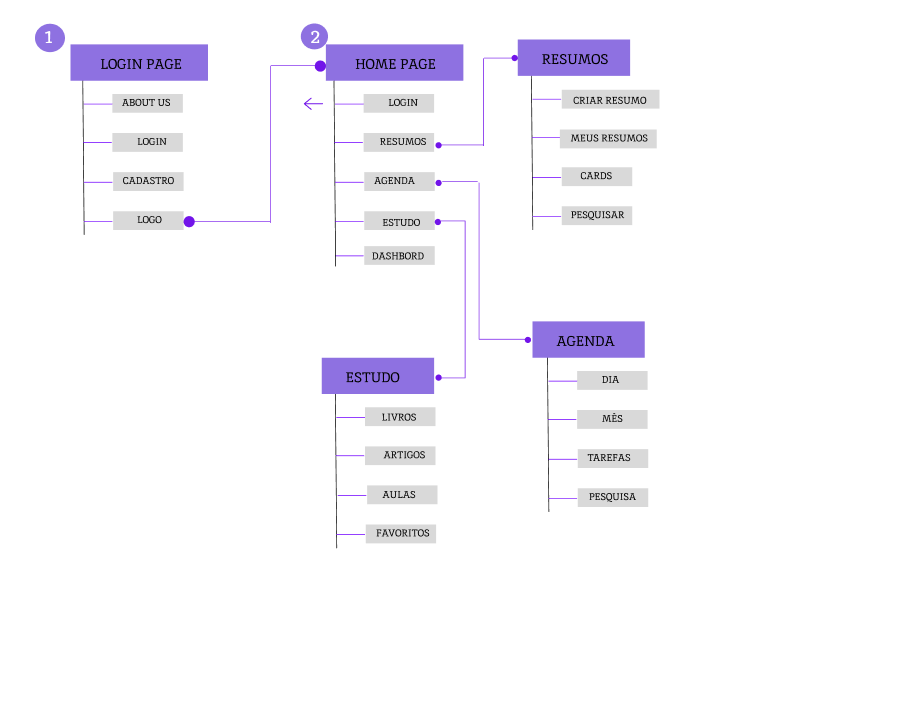 1
LOGIN PAGE
ABOUT US
LOGIN
CADASTRO
LOGO
2
HOME PAGE
LOGIN
RESUMOS
AGENDA
ESTUDO
DASHBORD
RESUMOS
CRIAR RESUMO
MEUS RESUMOS
CARDS
PESQUISAR
ESTUDO
LIVROS
ARTIGOS
AULAS
FAVORITOS
AGENDA
DIA
MÊS
TAREFAS
PESQUISA